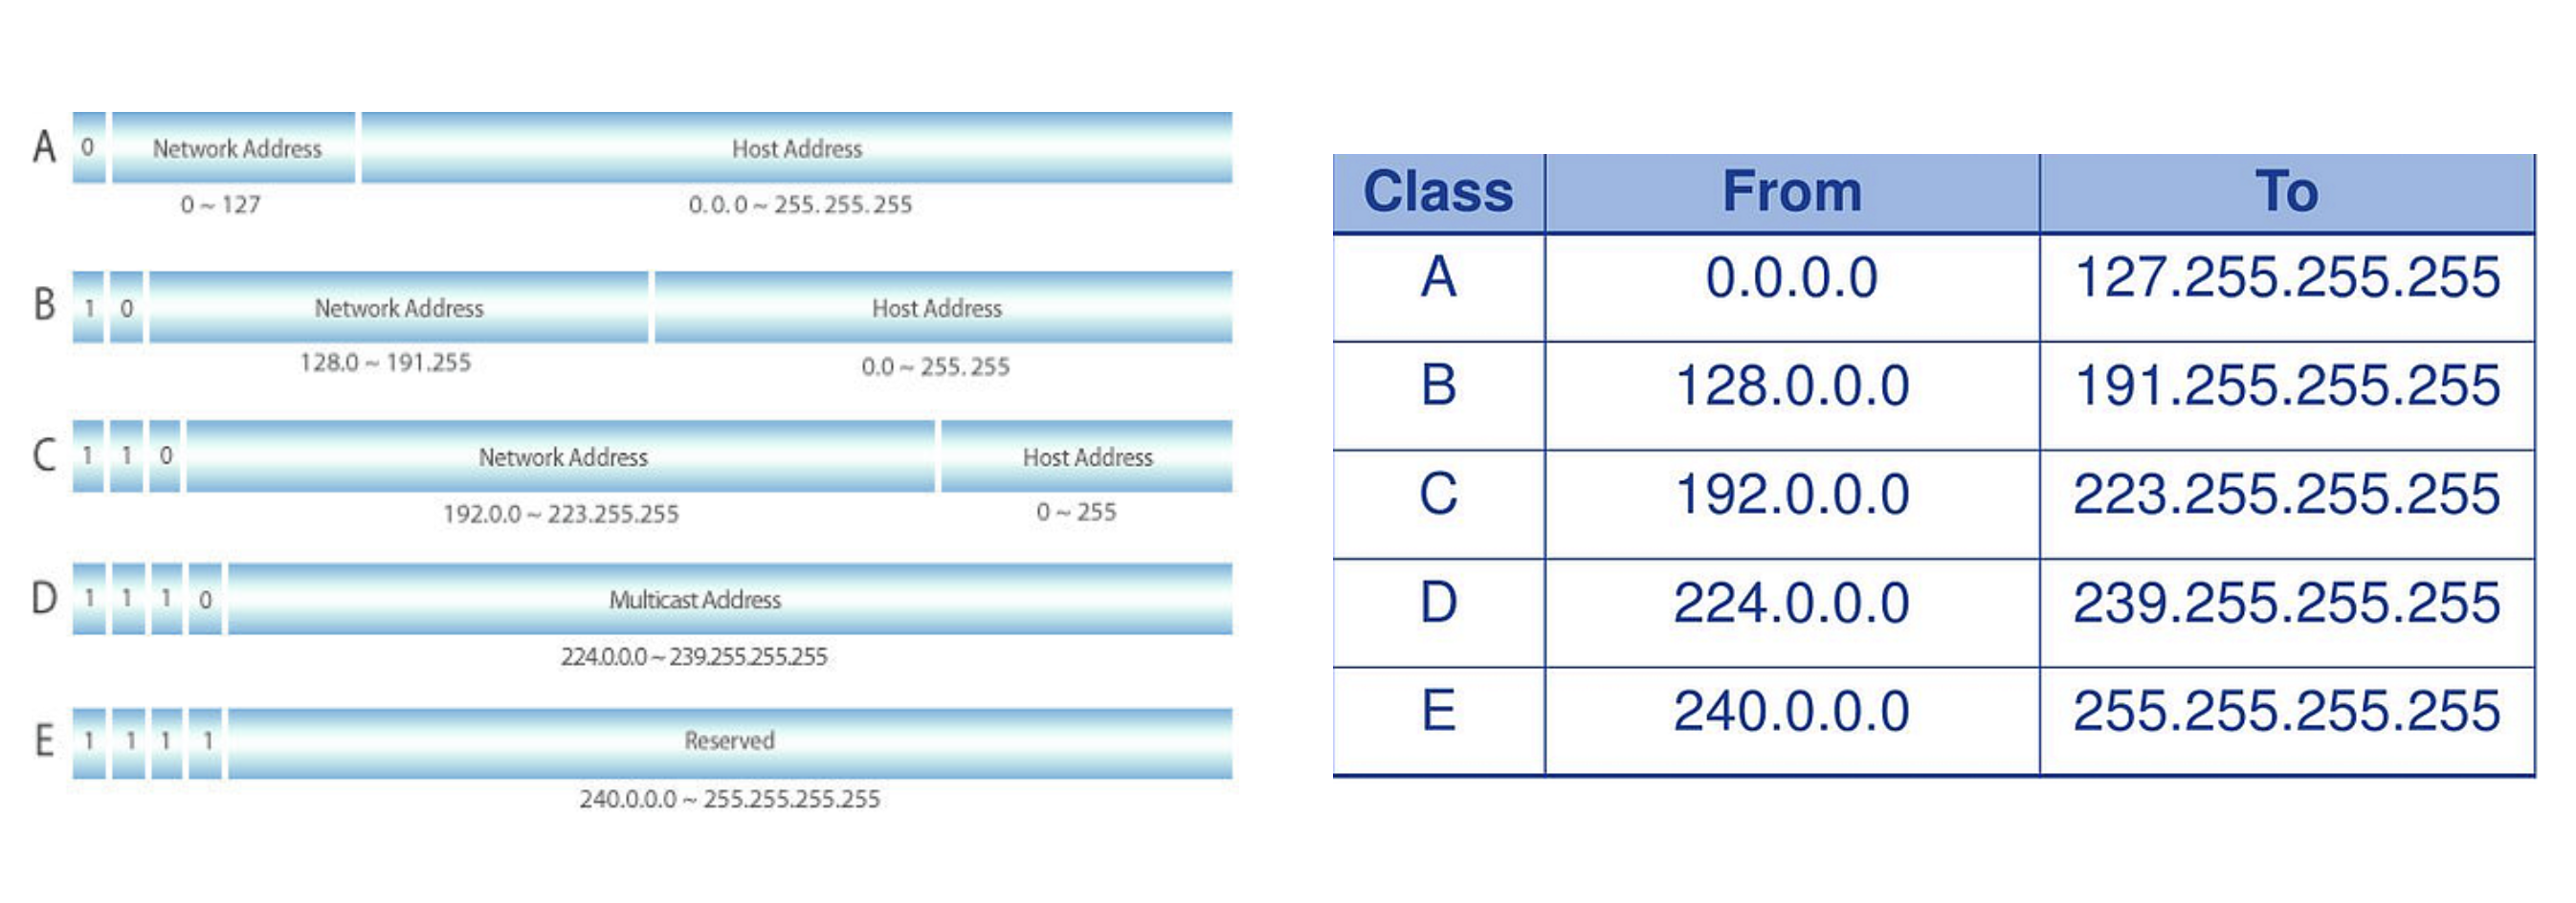 A 0 Network Address Host Address
0 ~ 127 0.0.0 ~ 255.255.255
B 1 0 Network Address Host Address
128.0 ~ 191.255 0.0 ~ 255.255
C 1 1 0 Network Address Host Address
192.0.0 ~ 223.255.255 0 ~ 255
D 1 1 1 0 Multicast Address
224.0.0.0 ~ 239.255.255.255
E 1 1 1 1 Reserved
240.0.0.0 ~ 255.255.255.255
Class From To
A 0.0.0.0 127.255.255.255
B 128.0.0.0 191.255.255.255
C 192.0.0.0 223.255.255.255
D 224.0.0.0 239.255.255.255
E 240.0.0.0 255.255.255.255